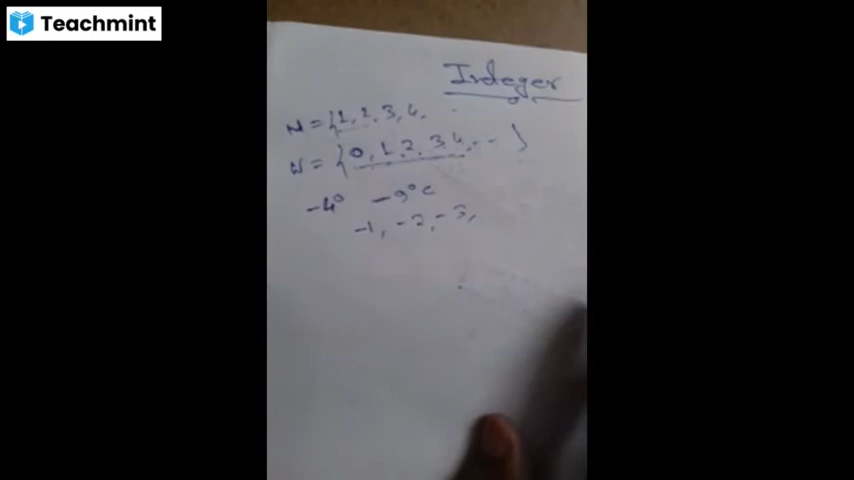 Teachmint
Integer
N = {1, 2, 3, 4,
W = {0, 1, 2, 3, 4, -- }
-4° -9°c
-1, -2, -3,